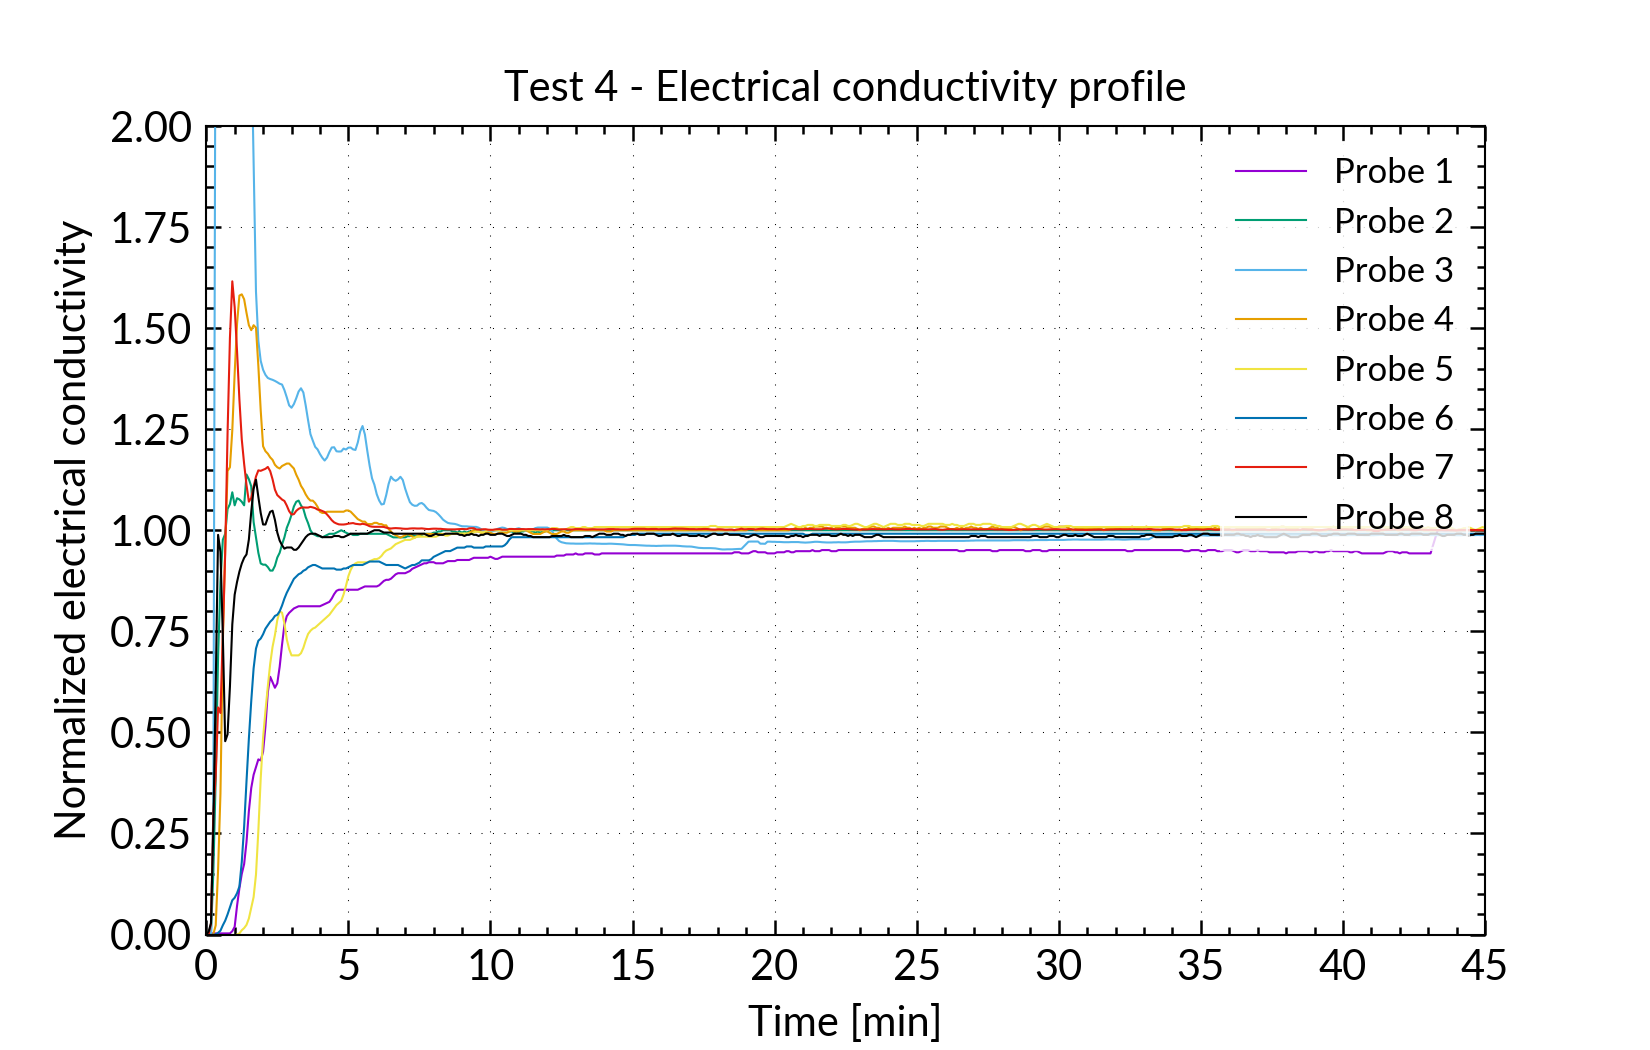 Test 4 - Electrical conductivity profile
Normalized electrical conductivity
2.00
1.75
1.50
1.25
1.00
0.75
0.50
0.25
0.00
Probe 1
Probe 2
Probe 3
Probe 4
Probe 5
Probe 6
Probe 7
Probe 8
0 5 10 15 20 25 30 35 40 45
Time [min]